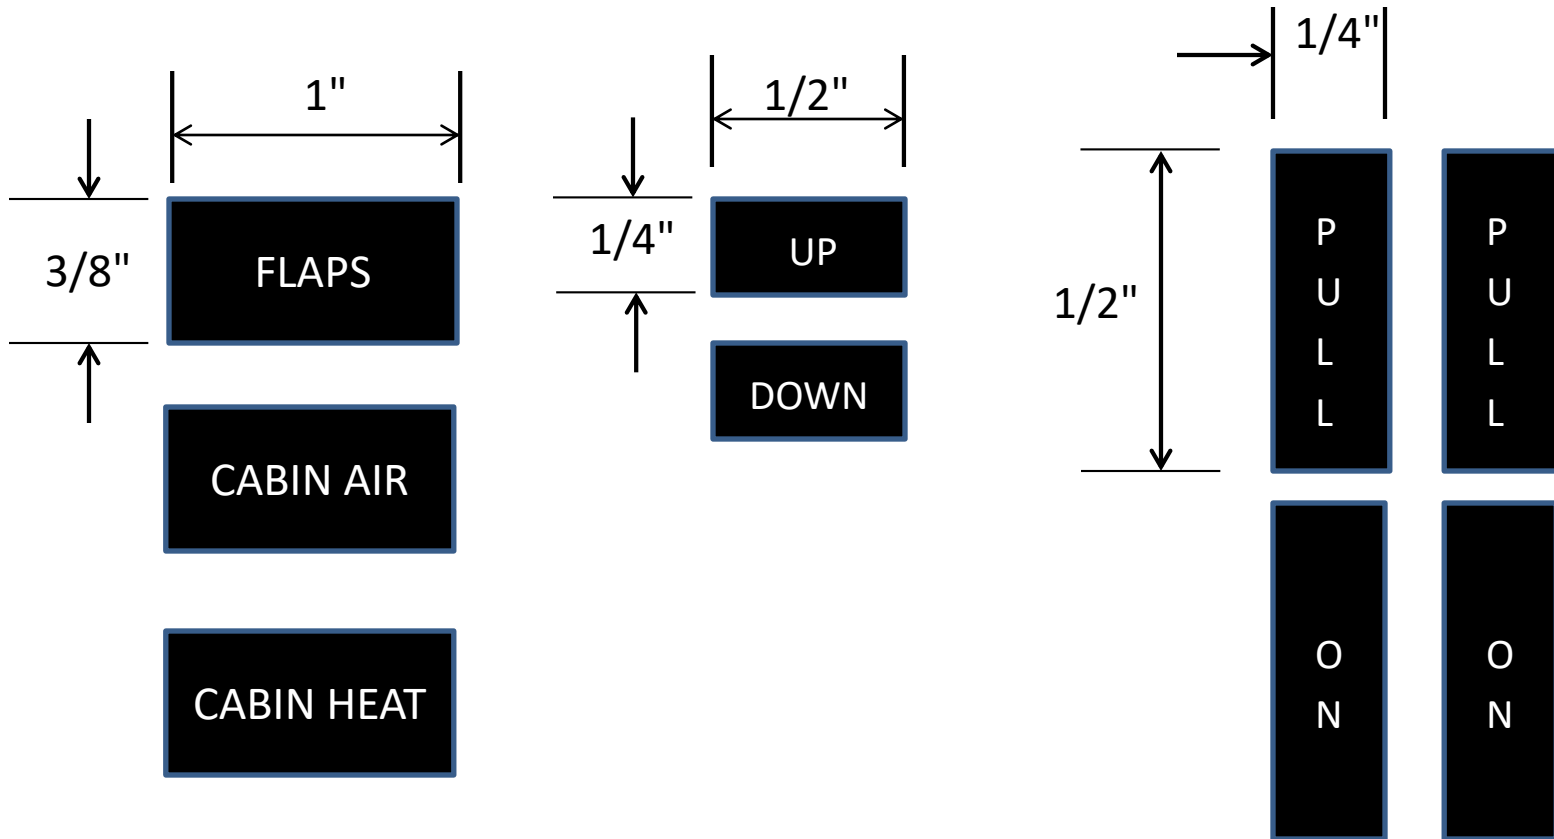 1"
3/8"
FLAPS
CABIN AIR
CABIN HEAT
1/2"
1/4"
UP
DOWN
1/4"
1/2"
P
U
L
L
P
U
L
L
O
N
O
N